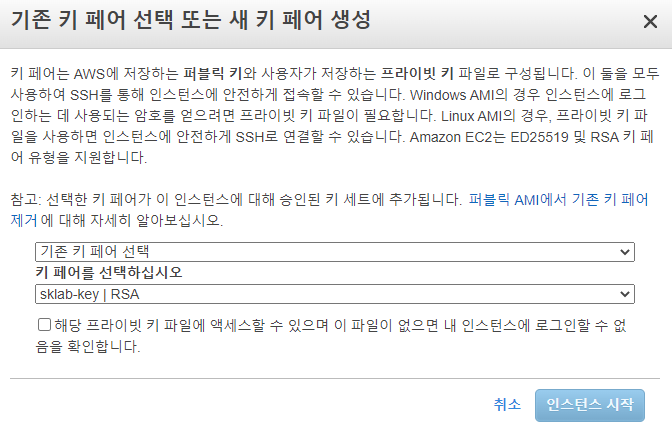 기존 키 페어 선택 또는 새 키 페어 생성
키 페어는 AWS에 저장하는 퍼블릭 키와 사용자가 저장하는 프라이빗 키 파일로 구성됩니다. 이 둘을 모두
사용하여 SSH를 통해 인스턴스에 안전하게 접속할 수 있습니다. Windows AMI의 경우 인스턴스에 로그
인하는 데 사용되는 암호를 얻으려면 프라이빗 키 파일이 필요합니다. Linux AMI의 경우, 프라이빗 키 파
일을 사용하면 인스턴스에 안전하게 SSH로 연결할 수 있습니다. Amazon EC2는 ED25519 및 RSA 키 페
어 유형을 지원합니다.
참고: 선택한 키 페어가 이 인스턴스에 대해 승인된 키 세트에 추가됩니다. 퍼블릭 AMI에서 기존 키 페어
제거 에 대해 자세히 알아보십시오.
기존 키 페어 선택
키 페어를 선택하십시오
sklab-key | RSA
해당 프라이빗 키 파일에 액세스할 수 있으며 이 파일이 없으면 내 인스턴스에 로그인할 수 없
음을 확인합니다.
취소
인스턴스 시작